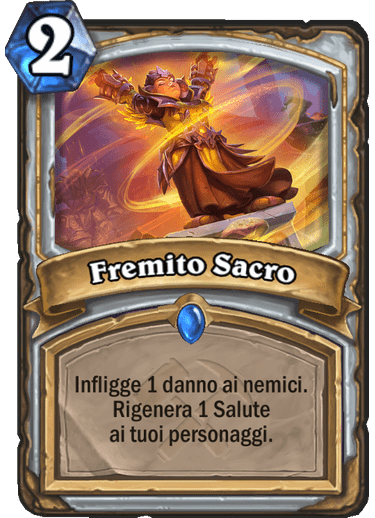 2
Fremito Sacro
Infligge 1 danno ai nemici.
Rigenera 1 Salute
ai tuoi personaggi.